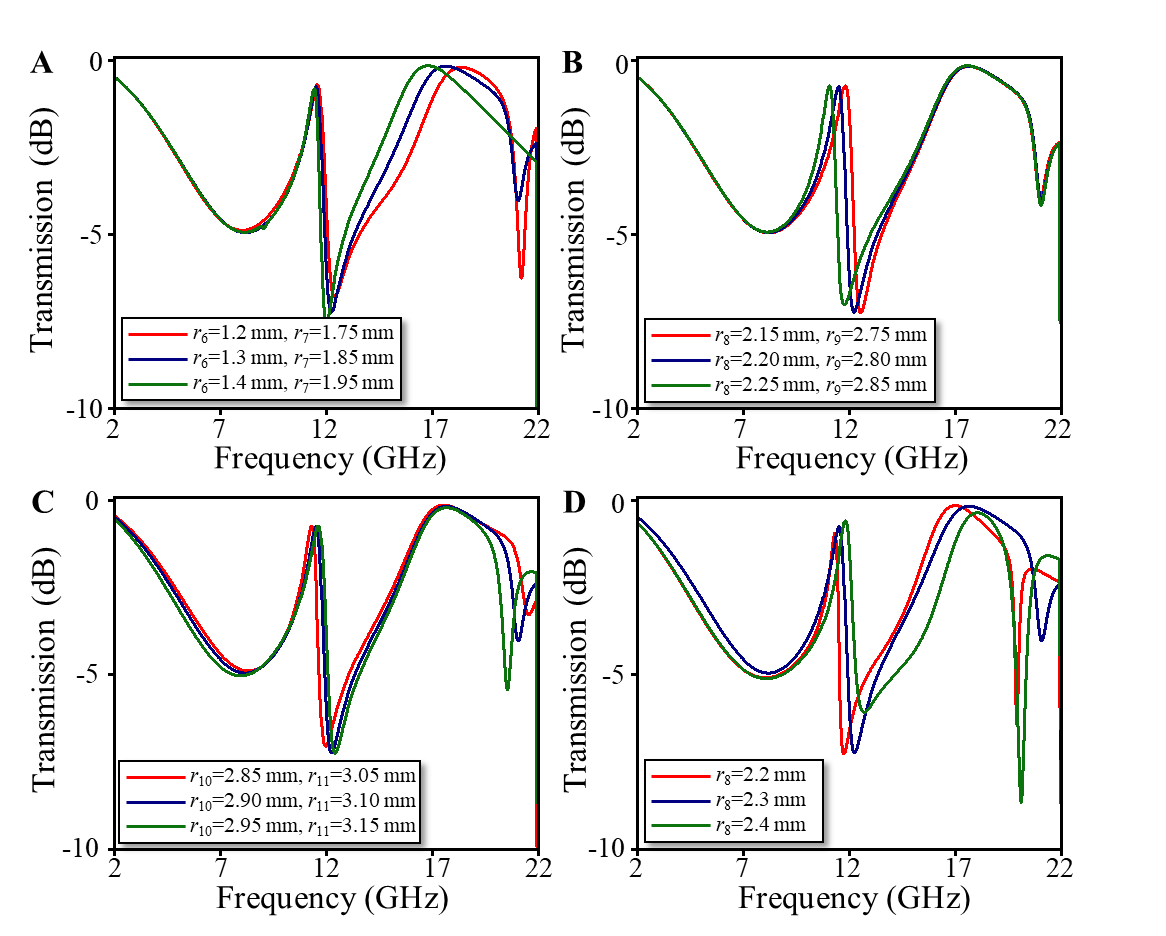 A
Transmission (dB)
0
-5
-10
r6=1.2 mm, r7=1.75 mm
r6=1.3 mm, r7=1.85 mm
r6=1.4 mm, r7=1.95 mm
2 7 12 17 22
Frequency (GHz)
B
Transmission (dB)
0
-5
-10
r8=2.15 mm, r9=2.75 mm
r8=2.20 mm, r9=2.80 mm
r8=2.25 mm, r9=2.85 mm
2 7 12 17 22
Frequency (GHz)
C
Transmission (dB)
0
-5
-10
r10=2.85 mm, r11=3.05 mm
r10=2.90 mm, r11=3.10 mm
r10=2.95 mm, r11=3.15 mm
2 7 12 17 22
Frequency (GHz)
D
Transmission (dB)
0
-5
-10
r8=2.2 mm
r8=2.3 mm
r8=2.4 mm
2 7 12 17 22
Frequency (GHz)